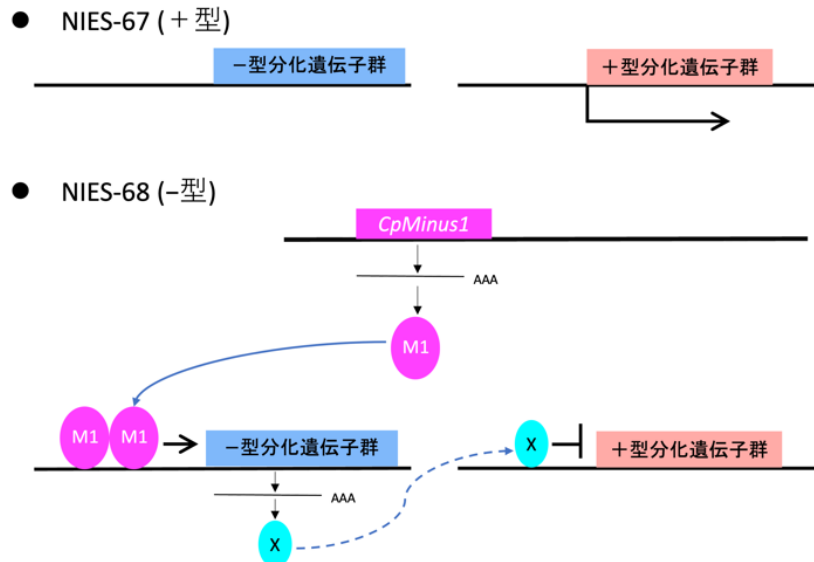 ● NIES-67 (+型)
−型分化遺伝子群
+型分化遺伝子群
● NIES-68 (−型)
CpMinus1
AAA
M1
M1 M1
−型分化遺伝子群
X
+型分化遺伝子群
AAA
X